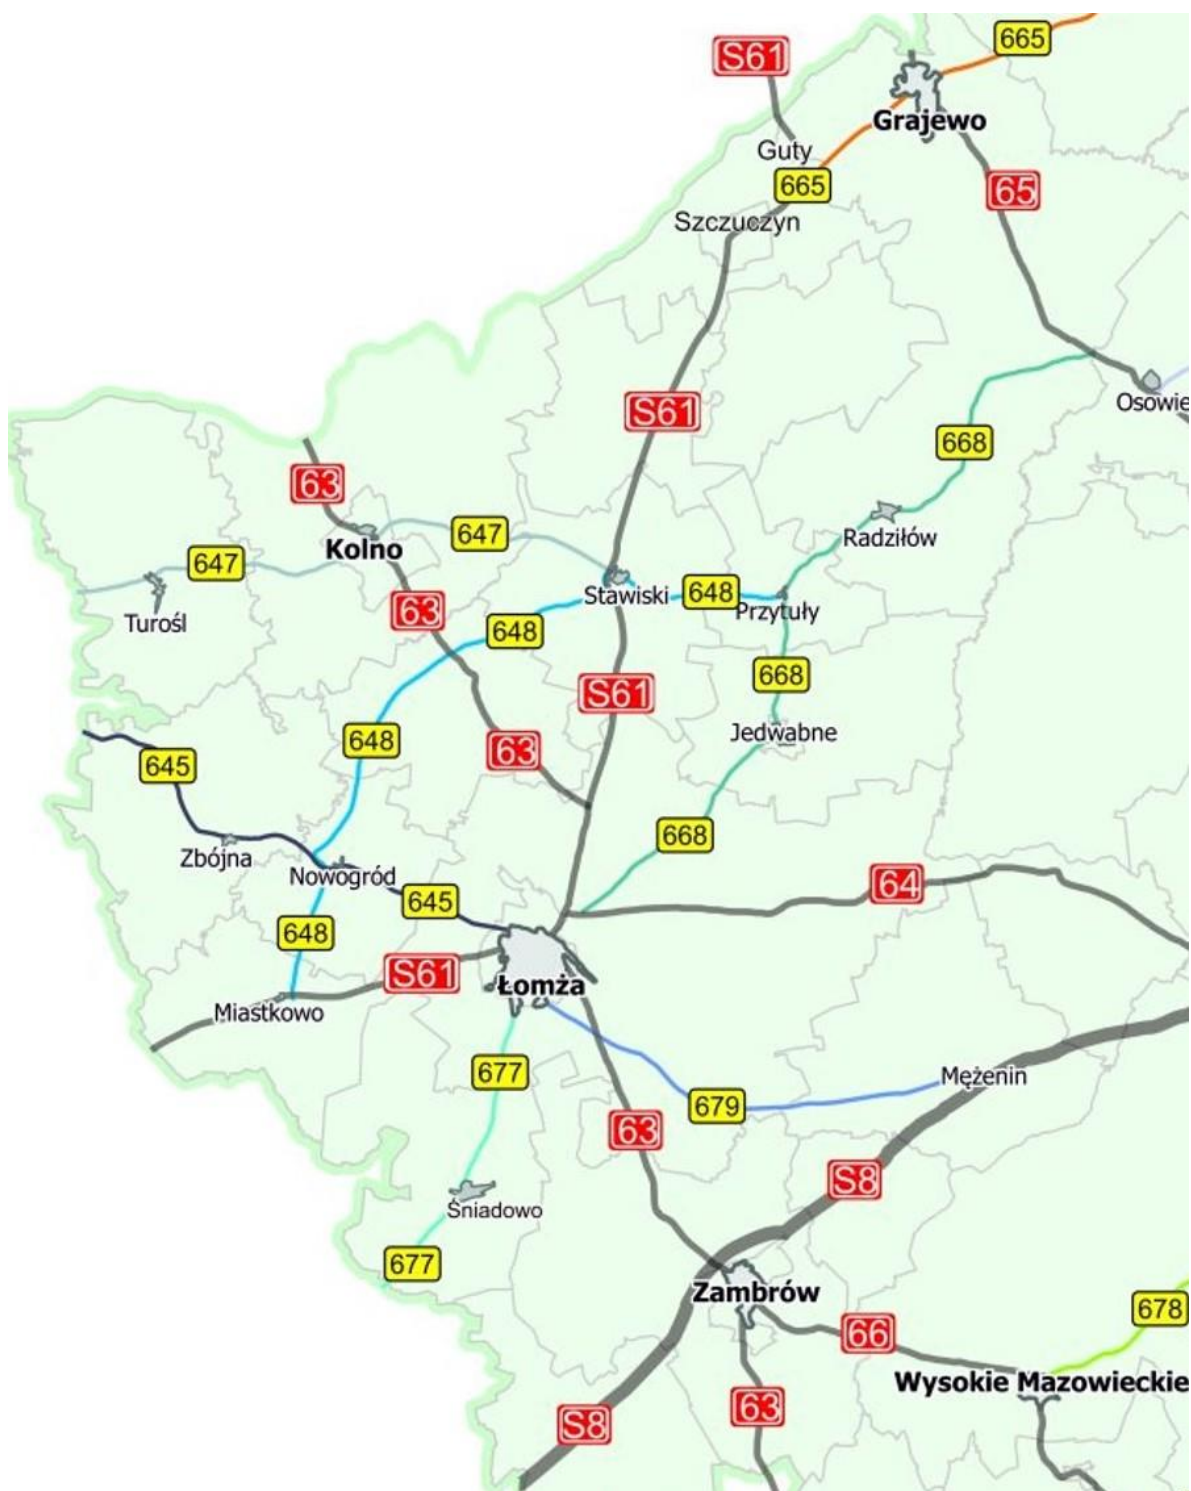 665
S61
Grajewo
Guty
665
65
Szczuczyn
Osowie
S61
668
63
647
Radziłów
647
Kolno
Stawiski
648
Przytuły
63
Turośl
648
668
S61
Jedwabne
648
63
645
668
Zbójna
Nowogród
64
645
648
S61
Łomża
Miastkowo
677
Mężenin
679
63
S8
Śniadowo
677
Zambrów
678
66
Wysokie Mazowieckie
63
S8